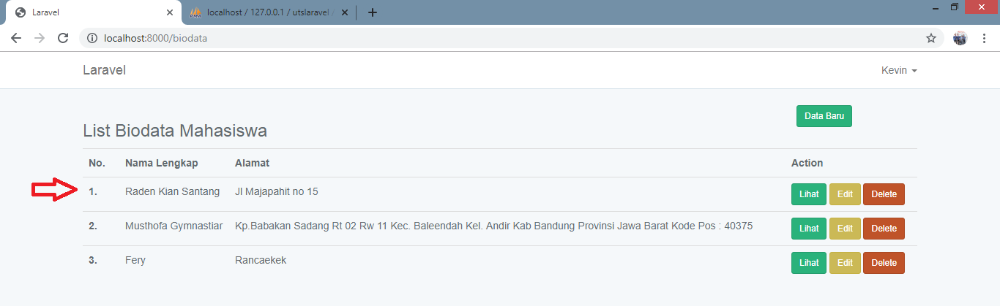 Laravel
localhost / 127.0.0.1 / utslaravel /
localhost:8000/biodata
Laravel
Kevin
Data Baru
List Biodata Mahasiswa
No. Nama Lengkap Alamat Action
1. Raden Kian Santang Jl Majapahit no 15 Lihat Edit Delete
2. Musthofa Gymnastiar Kp.Babakan Sadang Rt 02 Rw 11 Kec. Baleendah Kel. Andir Kab Bandung Provinsi Jawa Barat Kode Pos : 40375 Lihat Edit Delete
3. Fery Rancaekek Lihat Edit Delete